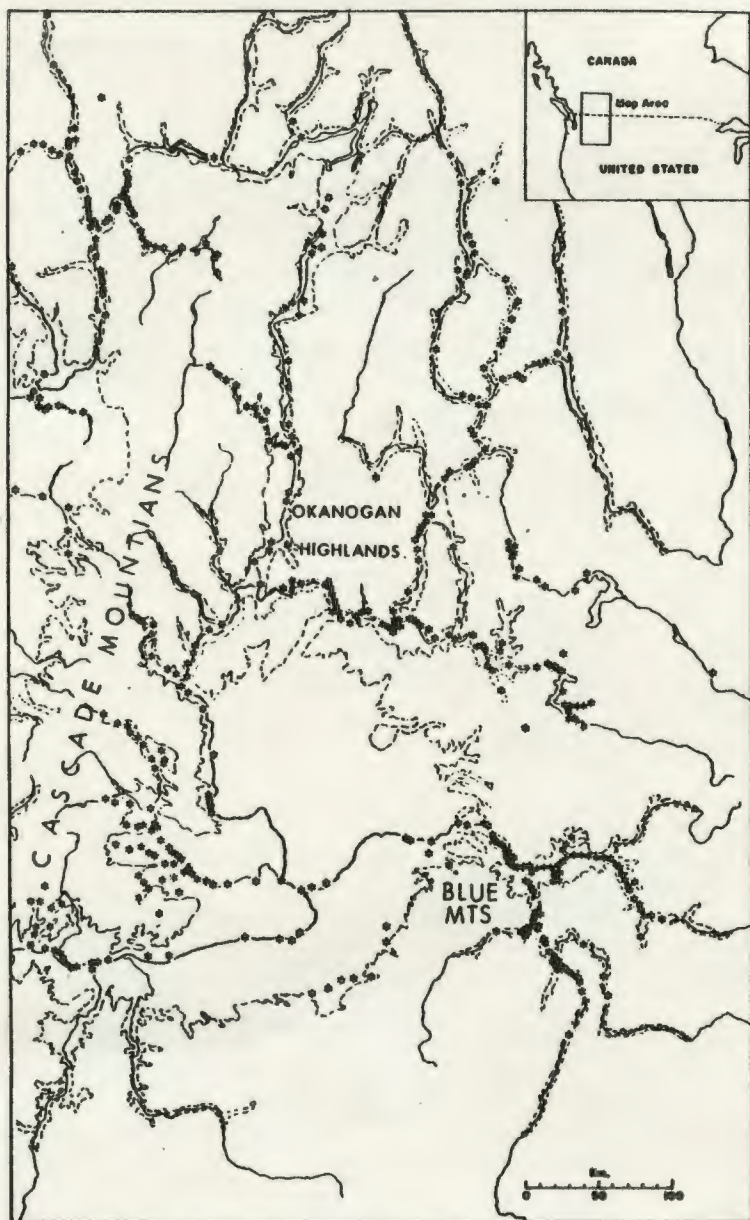 CANADA
Map Area
UNITED STATES
CASCADE MOUNTIANS
OKANOGAN
HIGHLANDS
BLUE
MTS
Km.
0 50 100